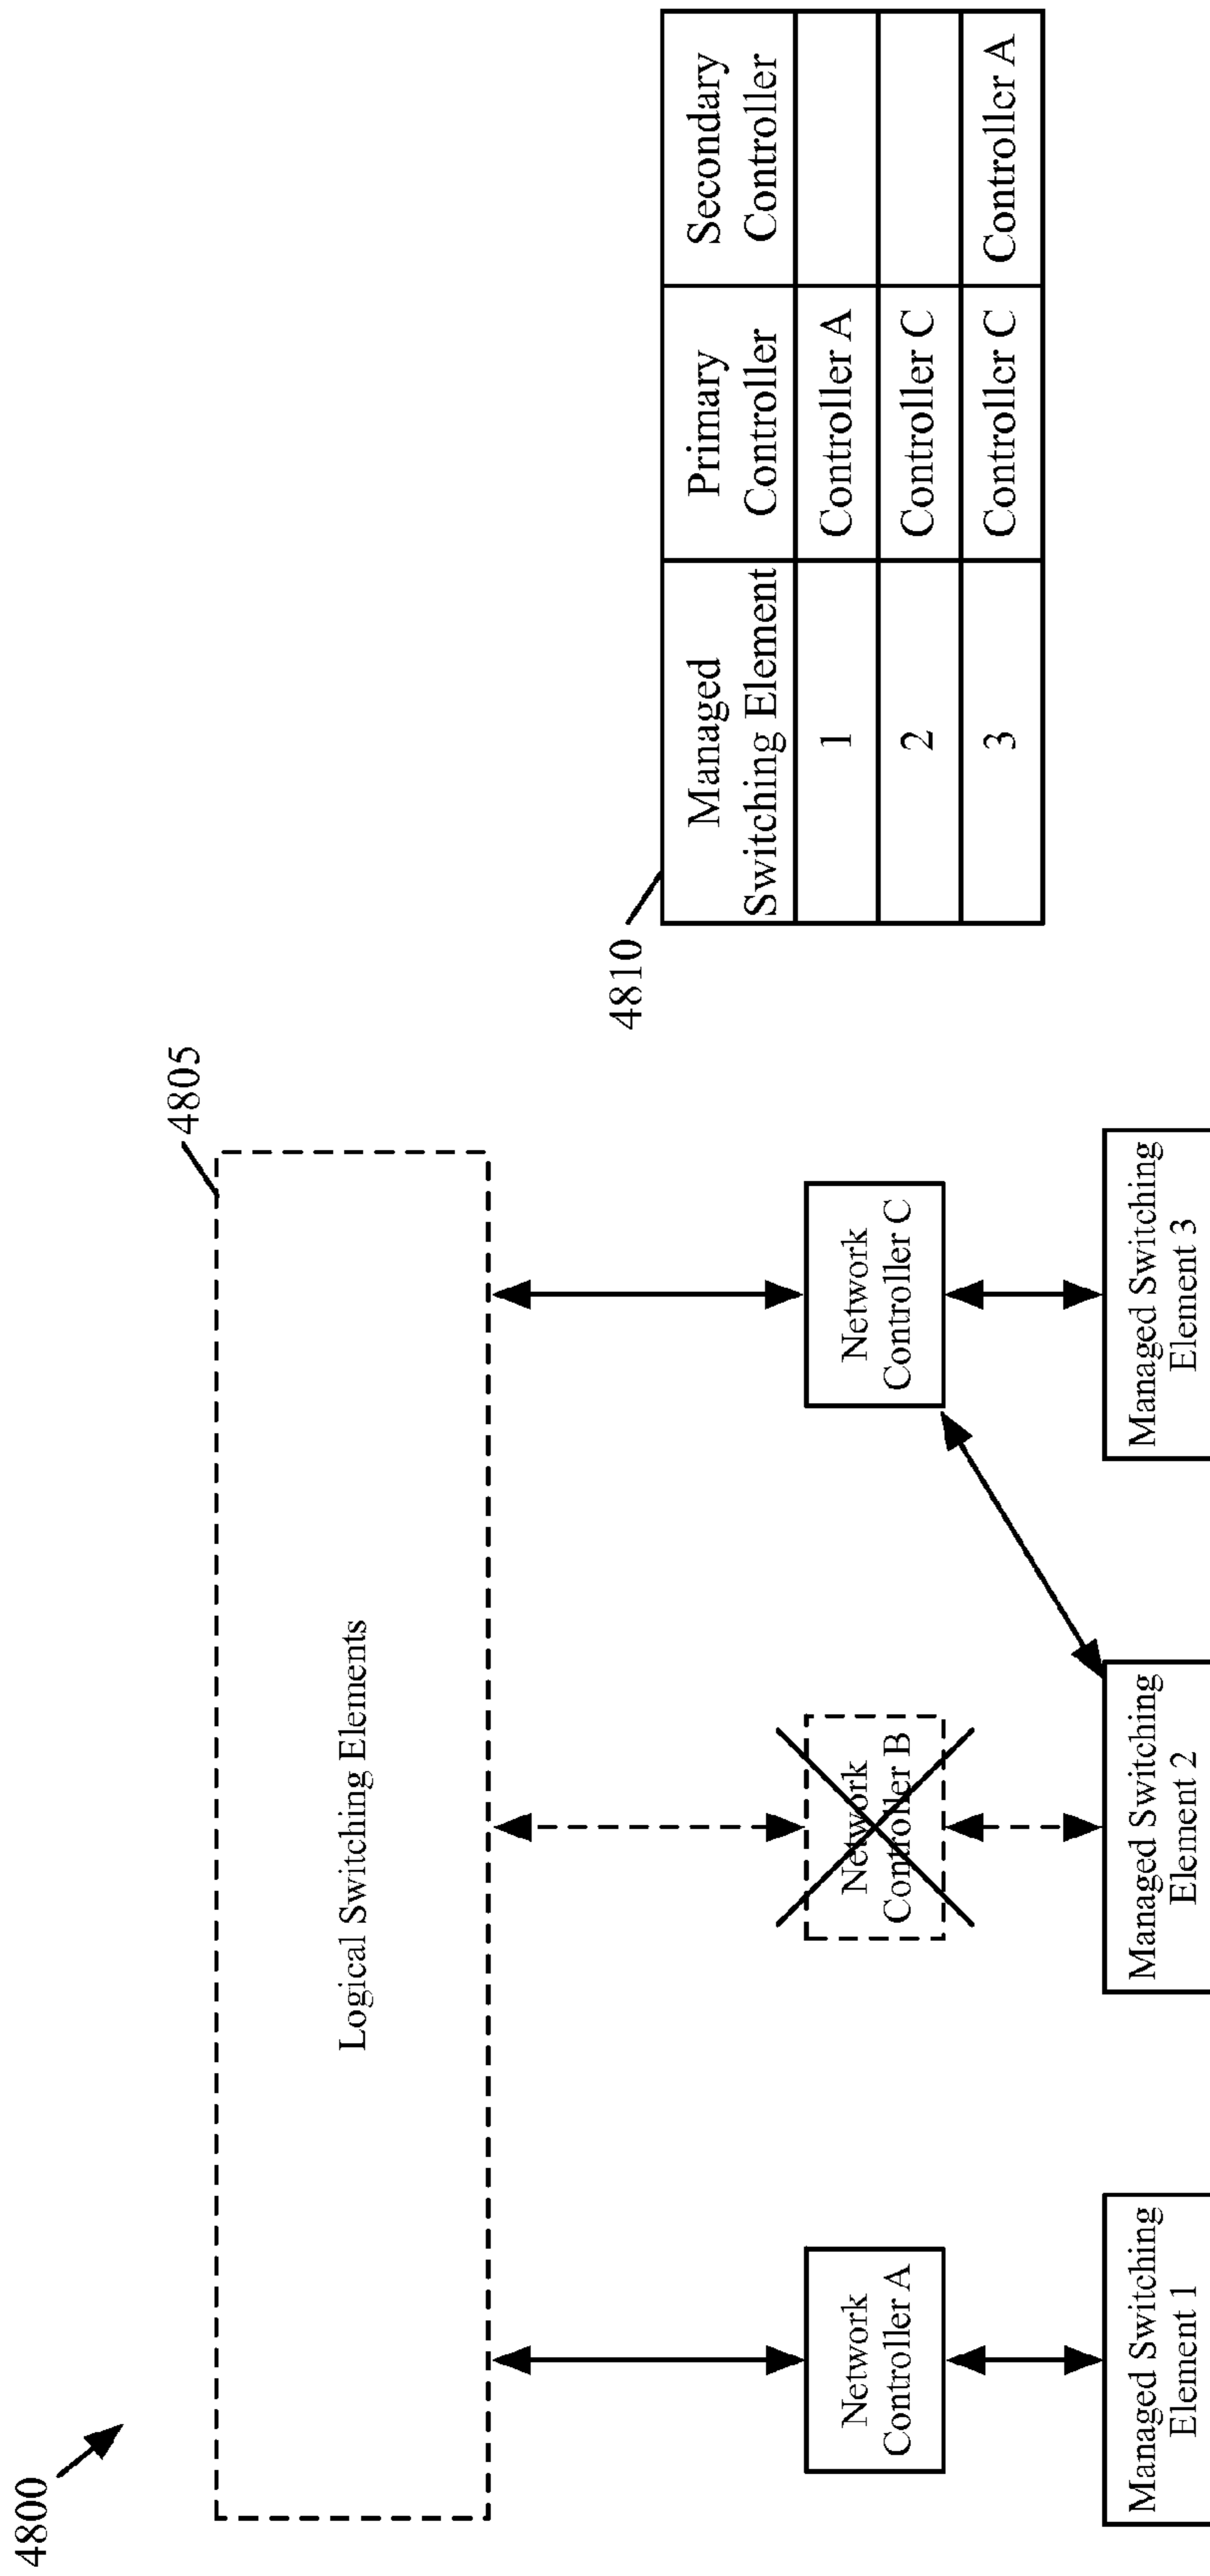 4800
4805
Logical Switching Elements
Network
Controller A
Network
Controller B
Network
Controller C
Managed Switching
Element 1
Managed Switching
Element 2
Managed Switching
Element 3
4810
Managed
Switching Element
Primary
Controller
Secondary
Controller
1
Controller A
2
Controller C
3
Controller C
Controller A